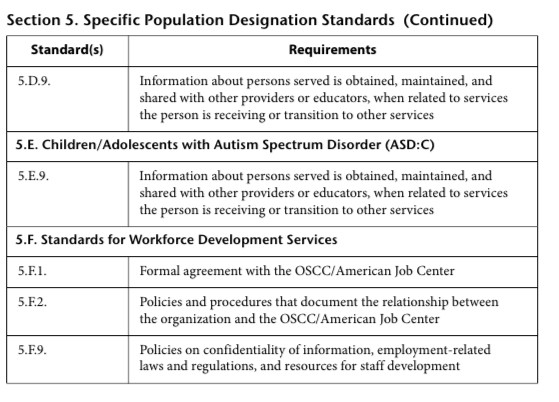 Section 5. Specific Population Designation Standards (Continued)
Standard(s) Requirements
5.D.9. Information about persons served is obtained, maintained, and
shared with other providers or educators, when related to services
the person is receiving or transition to other services
5.E. Children/Adolescents with Autism Spectrum Disorder (ASD:C)
5.E.9. Information about persons served is obtained, maintained, and
shared with other providers or educators, when related to services
the person is receiving or transition to other services
5.F. Standards for Workforce Development Services
5.F.1. Formal agreement with the OSCC/American Job Center
5.F.2. Policies and procedures that document the relationship between
the organization and the OSCC/American Job Center
5.F.9. Policies on confidentiality of information, employment-related
laws and regulations, and resources for staff development